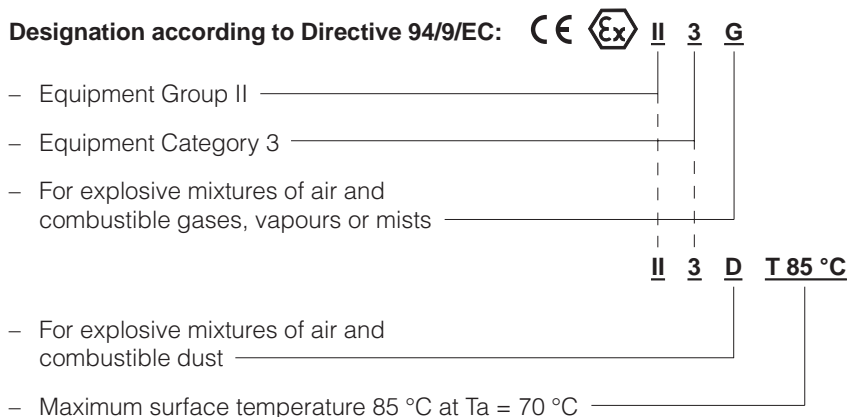 Designation according to Directive 94/9/EC: CE Ex II 3 G
– Equipment Group II
– Equipment Category 3
– For explosive mixtures of air and
combustible gases, vapours or mists
II 3 D T 85 °C
– For explosive mixtures of air and
combustible dust
– Maximum surface temperature 85 °C at Ta = 70 °C